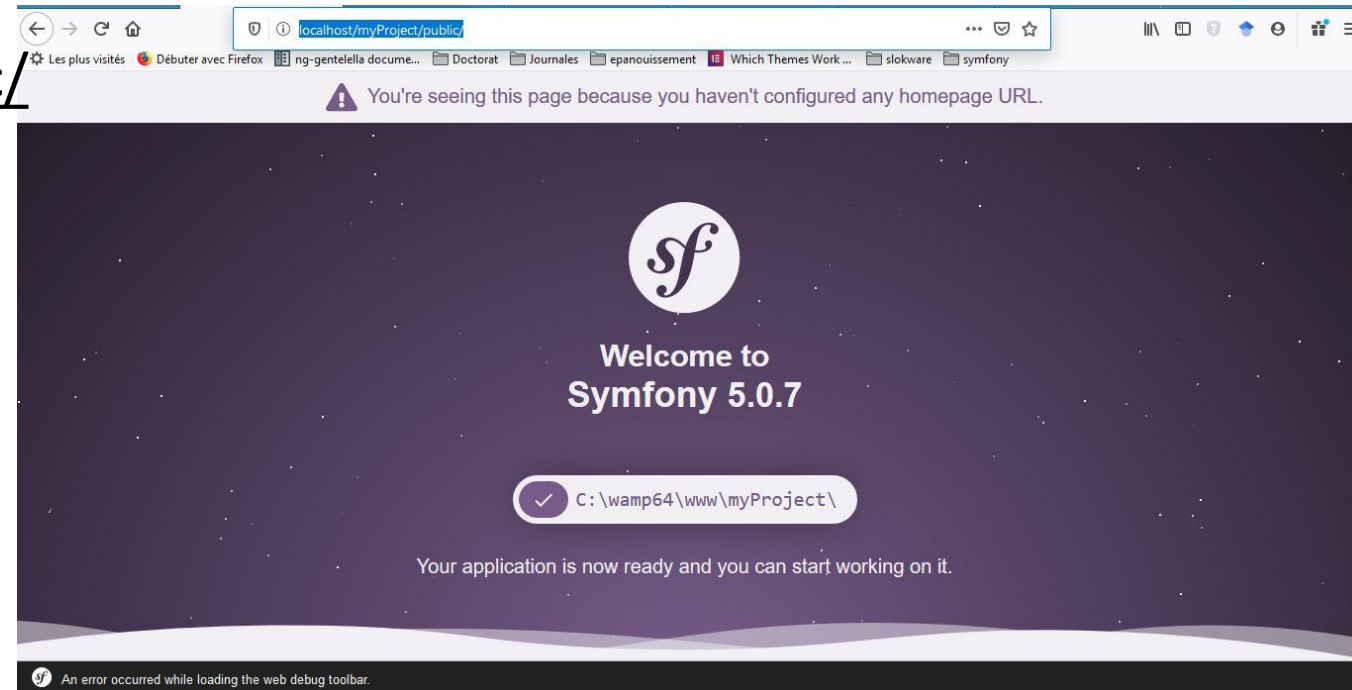 localhost/myProject/public/
Les plus visités Débuter avec Firefox ng-gentelella docume... Doctorat Journales epanouissement Which Themes Work ... slokware symfony
/
You're seeing this page because you haven't configured any homepage URL.
sf
Welcome to
Symfony 5.0.7
C:\wamp64\www\myProject\
Your application is now ready and you can start working on it.
sf An error occurred while loading the web debug toolbar.